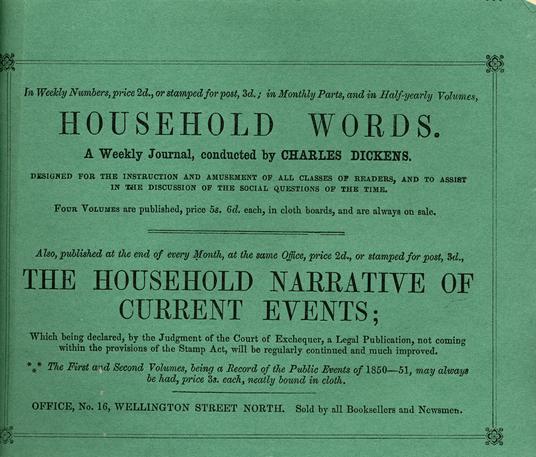 In Weekly Numbers, price 2d., or stamped for post, 3d.; in Monthly Parts, and in Half-yearly Volumes,
HOUSEHOLD WORDS.
A Weekly Journal, conducted by CHARLES DICKENS.
DESIGNED FOR THE INSTRUCTION AND AMUSEMENT OF ALL CLASSES OF READERS, AND TO ASSIST
IN THE DISCUSSION OF THE SOCIAL QUESTIONS OF THE TIME.
FOUR VOLUMES are published, price 5s. 6d. each, in cloth boards, and are always on sale.
Also, published at the end of every Month, at the same Office, price 2d., or stamped for post, 3d.,
THE HOUSEHOLD NARRATIVE OF
CURRENT EVENTS;
Which being declared, by the Judgment of the Court of Exchequer, a Legal Publication, not coming
within the provisions of the Stamp Act, will be regularly continued and much improved.
*** The First and Second Volumes, being a Record of the Public Events of 1850—51, may always
be had, price 3s. each, neatly bound in cloth.
OFFICE, No. 16, WELLINGTON STREET NORTH. Sold by all Booksellers and Newsmen.